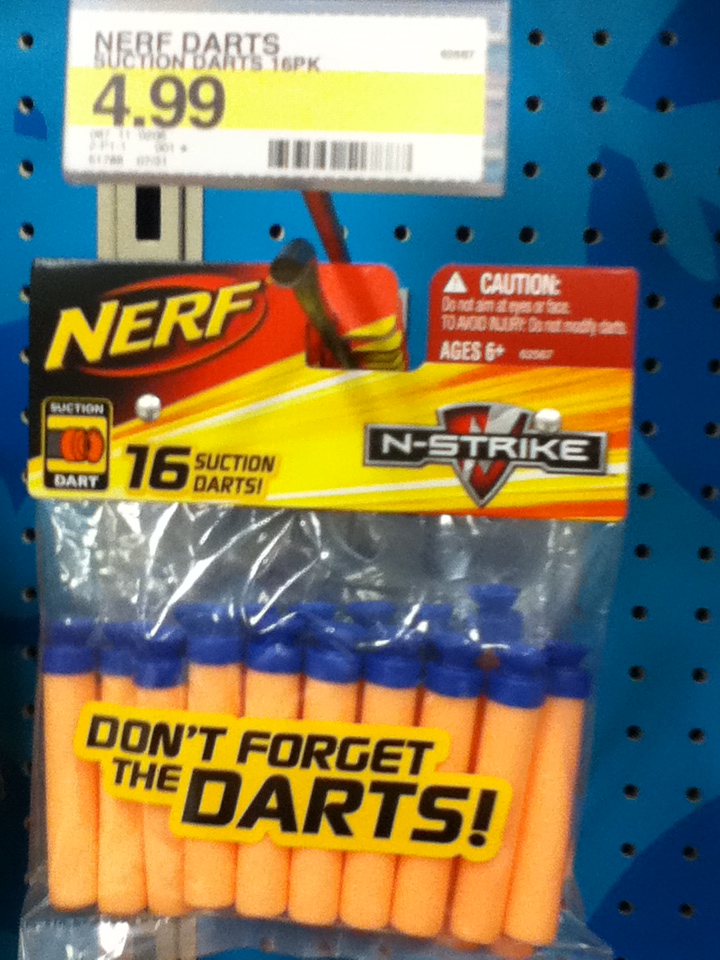 NERF DARTS
SUCTION DARTS 16PK
4.99
NERF
CAUTION:
Do not aim at eyes or face.
TO AVOID INJURY: Do not modify darts.
AGES 6+ 62567
SUCTION
DART
16 SUCTION
DARTS!
N-STRIKE
DON'T FORGET
THE DARTS!